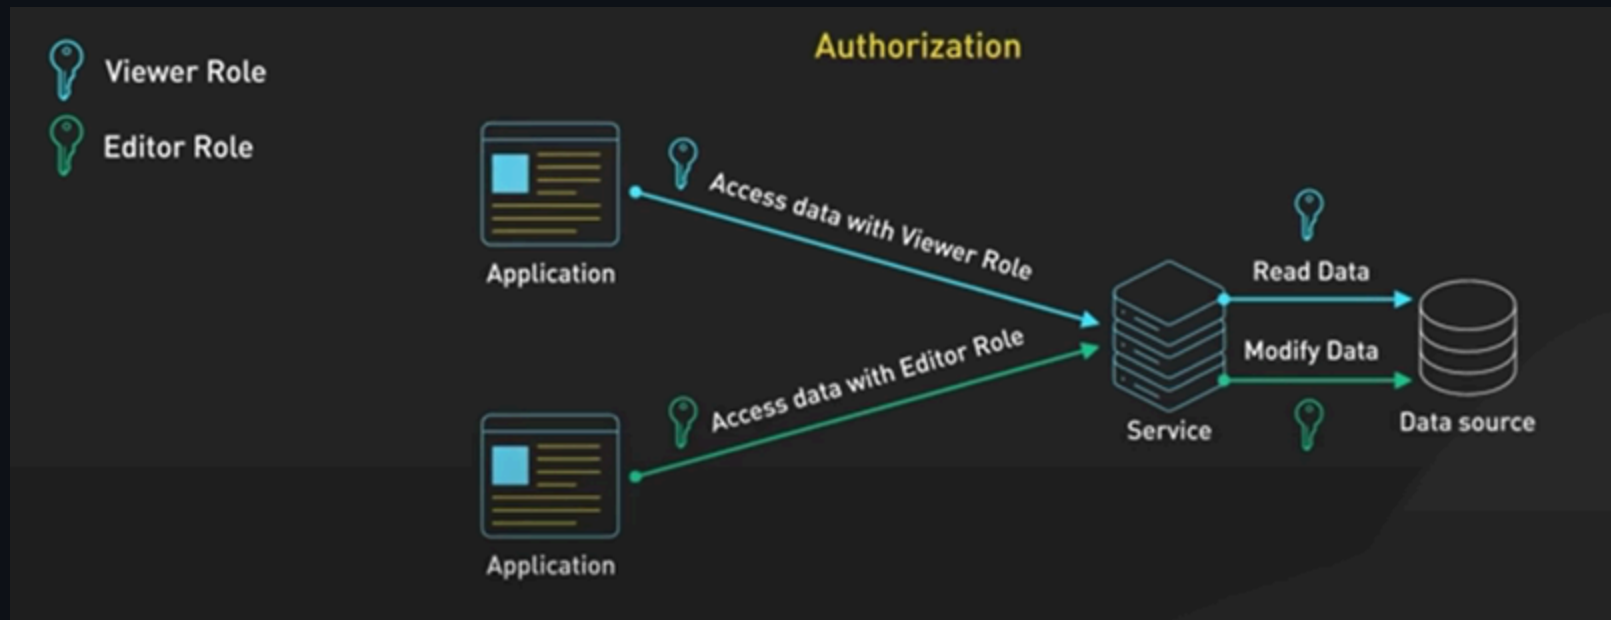 Authorization
Viewer Role
Editor Role
Application
Access data with Viewer Role
Read Data
Access data with Editor Role
Modify Data
Service
Data source
Application